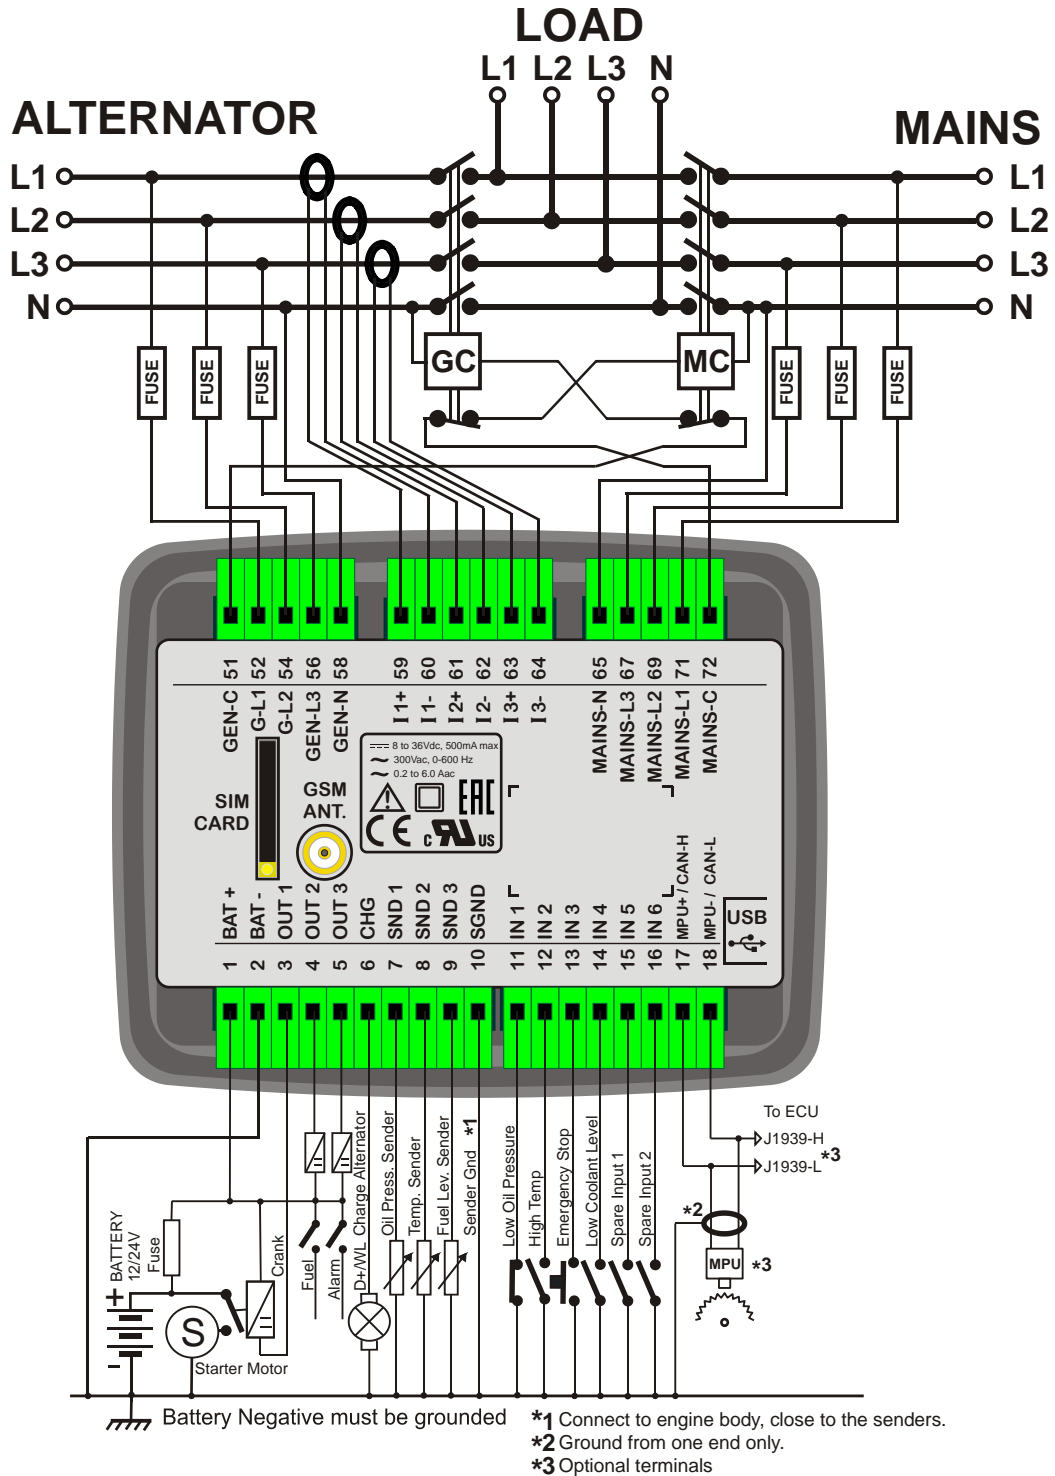 LOAD
L1 L2 L3 N
ALTERNATOR
MAINS
L1
L2
L3
N
L1
L2
L3
N
GC
MC
FUSE
FUSE
FUSE
FUSE
FUSE
FUSE
GEN-C 51
G-L1 52
G-L2 54
GEN-L3 56
GEN-N 58
I1+ 59
I1- 60
I2+ 61
I2- 62
I3+ 63
I3- 64
MAINS-N 65
MAINS-L3 67
MAINS-L2 69
MAINS-L1 71
MAINS-C 72
8 to 36Vdc, 500mA max
300Vac, 0-600 Hz
0.2 to 6.0 Aac
EAC
CE
c RU US
SIM
CARD
GSM
ANT.
USB
1 BAT +
2 BAT -
3 OUT 1
4 OUT 2
5 OUT 3
6 CHG
7 SND 1
8 SND 2
9 SND 3
10 SGND
11 IN 1
12 IN 2
13 IN 3
14 IN 4
15 IN 5
16 IN 6
17 MPU+ / CAN-H
18 MPU- / CAN-L
BATTERY
12/24V
Fuse
Crank
Fuel
Alarm
D+/WL Charge Alternator
Oil Press. Sender
Temp. Sender
Fuel Lev. Sender
Sender Gnd *1
Low Oil Pressure
High Temp
Emergency Stop
Low Coolant Level
Spare Input 1
Spare Input 2
To ECU
J1939-H
J1939-L *3
*2
MPU *3
+
-
S
Starter Motor
Battery Negative must be grounded
*1 Connect to engine body, close to the senders.
*2 Ground from one end only.
*3 Optional terminals